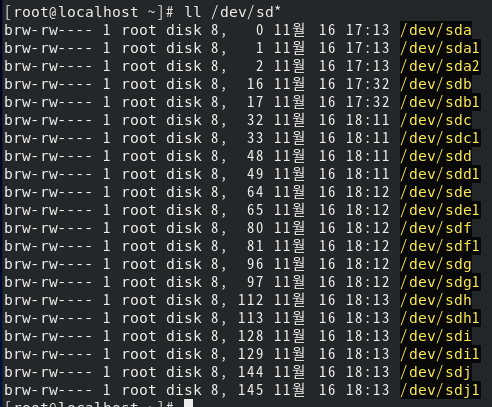 [root@localhost ~]# ll /dev/sd*
brw-rw---- 1 root disk 8,   0 11월  16 17:13 /dev/sda
brw-rw---- 1 root disk 8,   1 11월  16 17:13 /dev/sda1
brw-rw---- 1 root disk 8,   2 11월  16 17:13 /dev/sda2
brw-rw---- 1 root disk 8,  16 11월  16 17:32 /dev/sdb
brw-rw---- 1 root disk 8,  17 11월  16 17:32 /dev/sdb1
brw-rw---- 1 root disk 8,  32 11월  16 18:11 /dev/sdc
brw-rw---- 1 root disk 8,  33 11월  16 18:11 /dev/sdc1
brw-rw---- 1 root disk 8,  48 11월  16 18:11 /dev/sdd
brw-rw---- 1 root disk 8,  49 11월  16 18:11 /dev/sdd1
brw-rw---- 1 root disk 8,  64 11월  16 18:12 /dev/sde
brw-rw---- 1 root disk 8,  65 11월  16 18:12 /dev/sde1
brw-rw---- 1 root disk 8,  80 11월  16 18:12 /dev/sdf
brw-rw---- 1 root disk 8,  81 11월  16 18:12 /dev/sdf1
brw-rw---- 1 root disk 8,  96 11월  16 18:12 /dev/sdg
brw-rw---- 1 root disk 8,  97 11월  16 18:12 /dev/sdg1
brw-rw---- 1 root disk 8, 112 11월  16 18:13 /dev/sdh
brw-rw---- 1 root disk 8, 113 11월  16 18:13 /dev/sdh1
brw-rw---- 1 root disk 8, 128 11월  16 18:13 /dev/sdi
brw-rw---- 1 root disk 8, 129 11월  16 18:13 /dev/sdi1
brw-rw---- 1 root disk 8, 144 11월  16 18:13 /dev/sdj
brw-rw---- 1 root disk 8, 145 11월  16 18:13 /dev/sdj1
[root@localhost ~]#